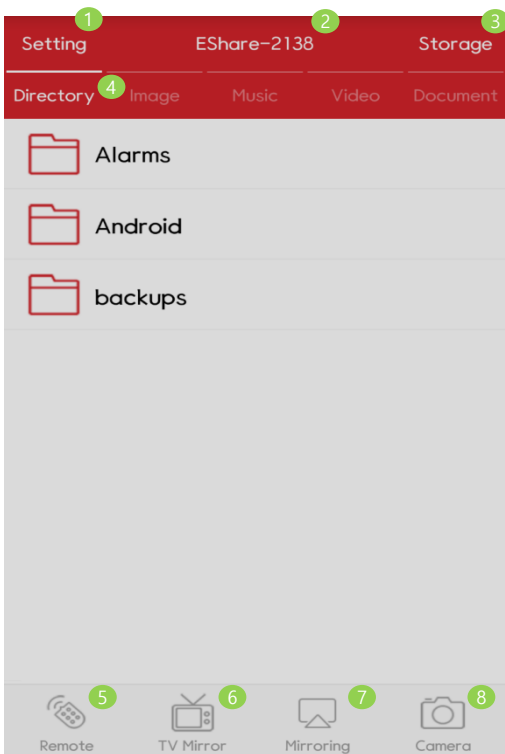 1 2 3
Setting EShare-2138 Storage
Directory 4 Image Music Video Document
Alarms
Android
backups
5 6 7 8
Remote TV Mirror Mirroring Camera